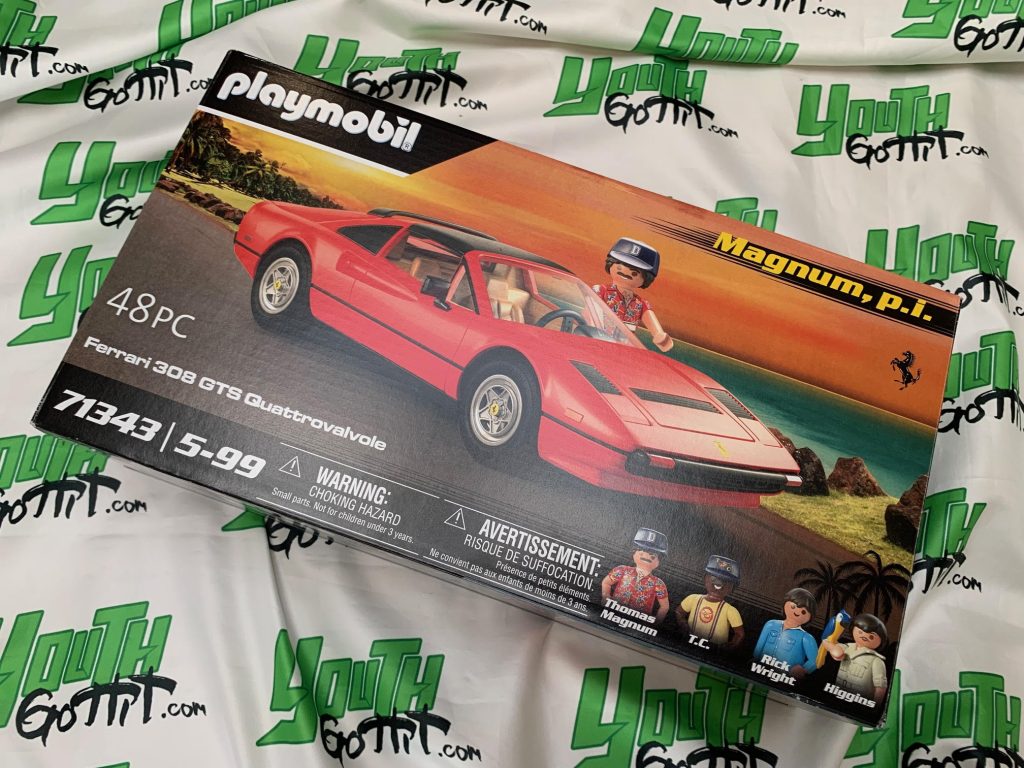 playmobil
Magnum, p.i.
48PC
Ferrari 308 GTS Quattrovalvole
71343 | 5-99
WARNING:
CHOKING HAZARD
Small parts. Not for children under 3 years.
AVERTISSEMENT:
RISQUE DE SUFFOCATION.
Présence de petits éléments.
Ne convient pas aux enfants de moins de 3 ans.
Thomas
Magnum
T.C.
Rick
Wright
Higgins
YOUTH
GOTTIT.com
YOUTH
GOTTIT.com
YOUTH
GOTTIT.com
YOUTH
GOTTIT.com
YOUTH
GOTTIT.com
YOUTH
GOTTIT.com
YOUTH
GOTTIT.com